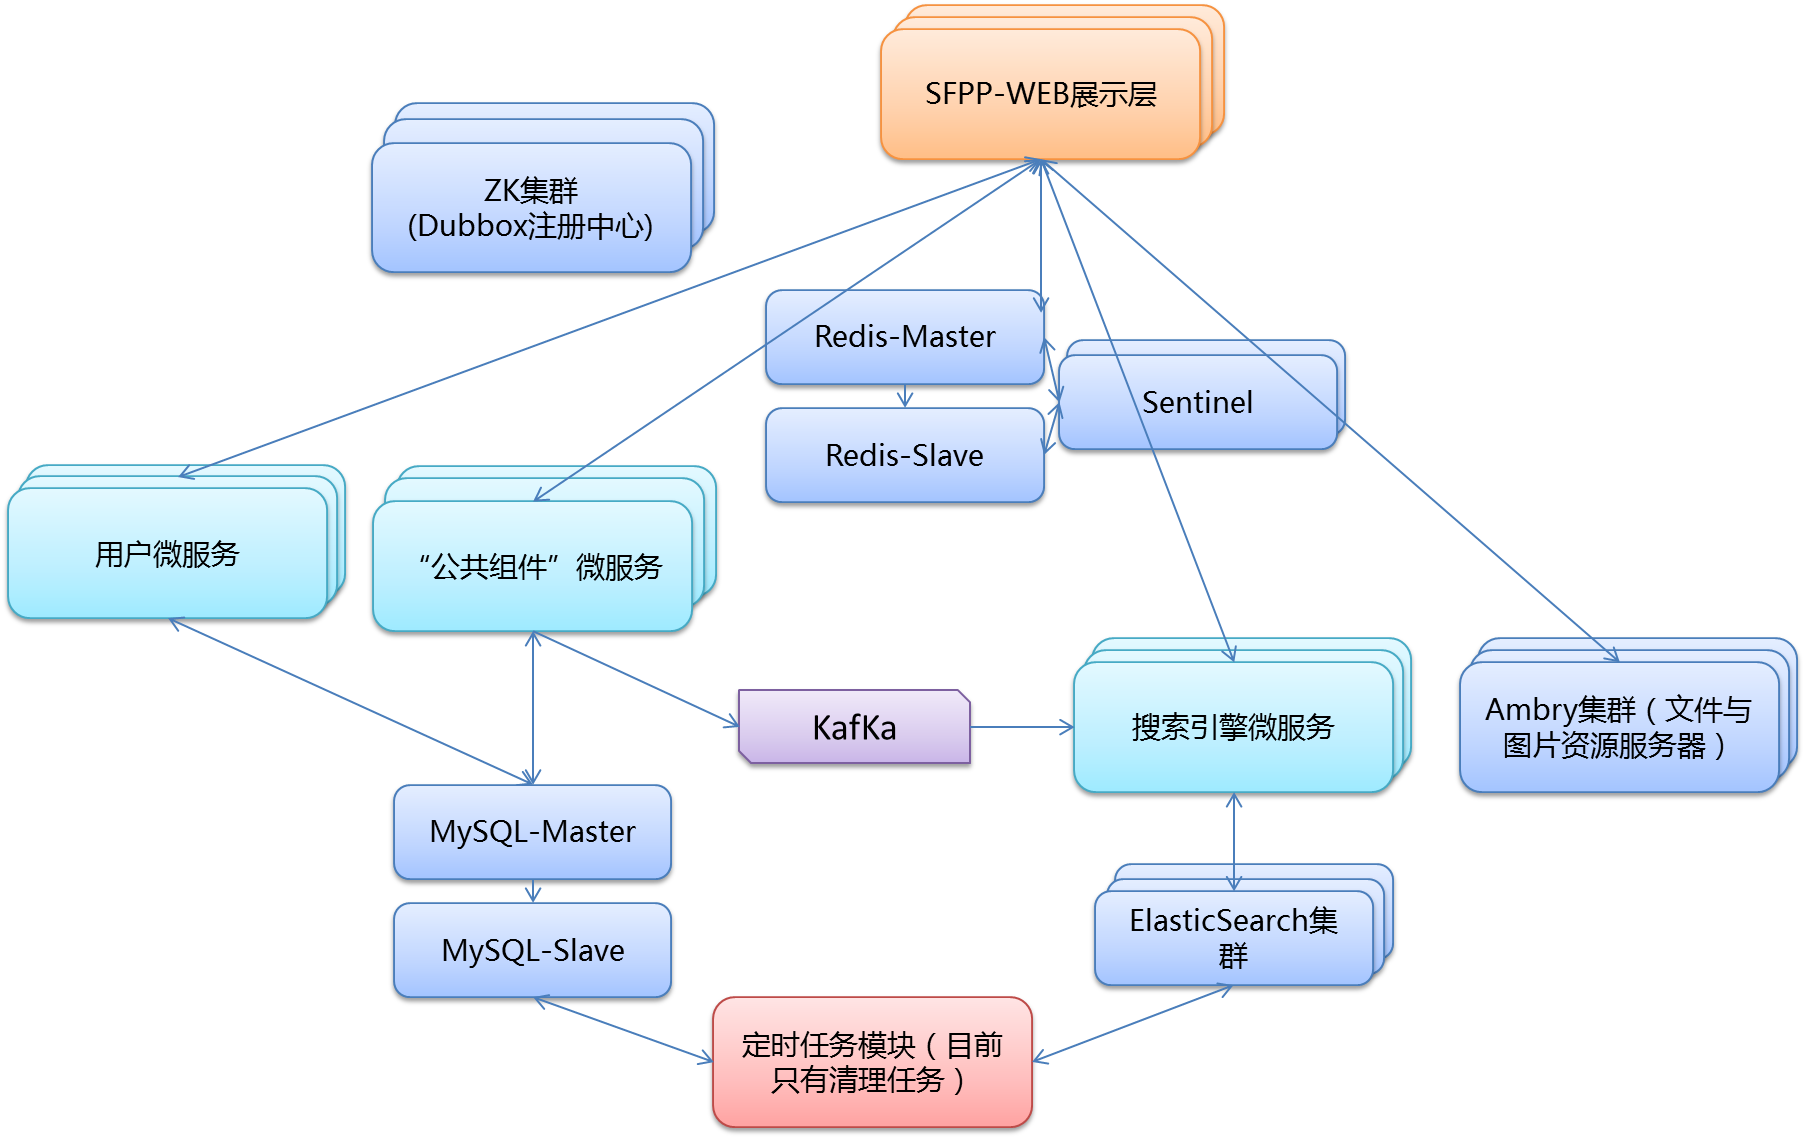 SFPP-WEB展示层
ZK集群
(Dubbox注册中心)
Redis-Master
Sentinel
Redis-Slave
用户微服务
“公共组件”微服务
KafKa
搜索引擎微服务
Ambry集群（文件与
图片资源服务器）
MySQL-Master
MySQL-Slave
ElasticSearch集
群
定时任务模块（目前
只有清理任务）